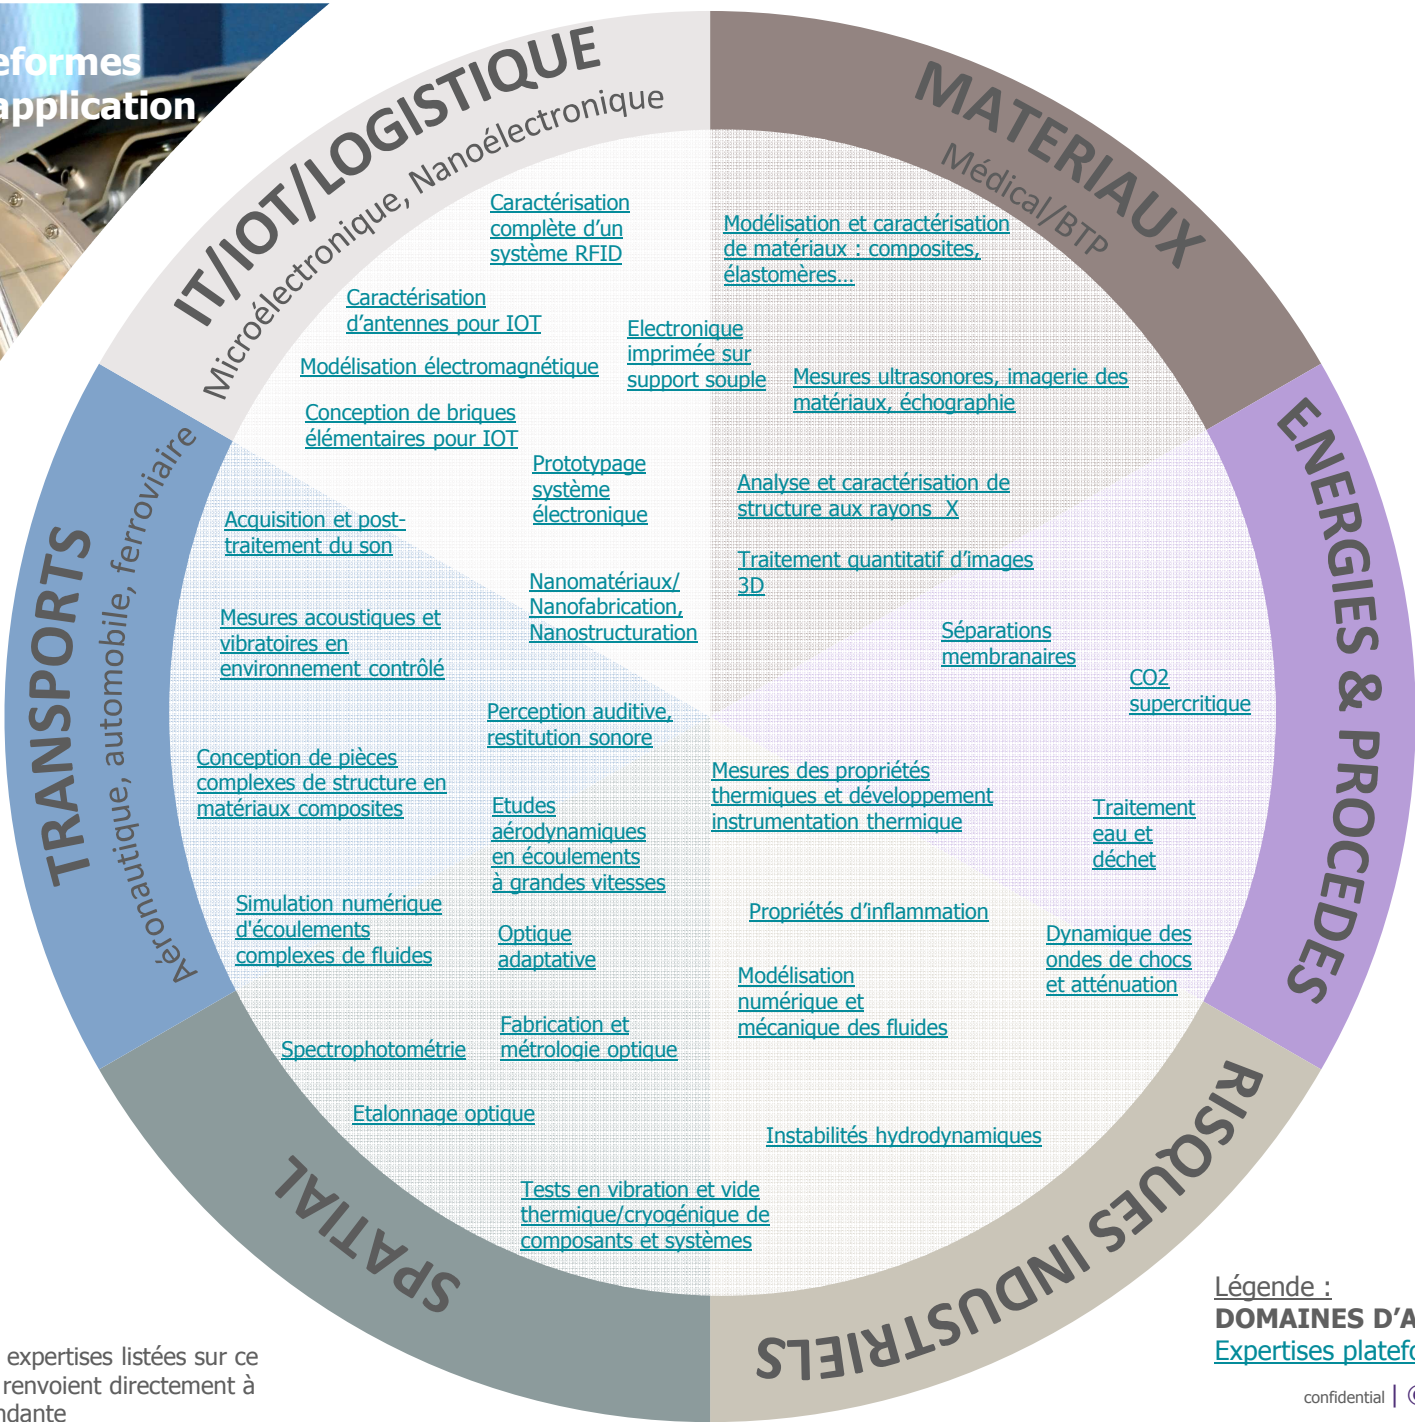 application
IT/IOT/LOGISTIQUE
Microélectronique, Nanoélectronique
MATERIAUX
Médical/BTP
ENERGIES & PROCEDES
RISQUES INDUSTRIELS
SPATIAL
TRANSPORTS
Aéronautique, automobile, ferroviaire
Caractérisation
complète d’un
système RFID
Caractérisation
d’antennes pour IOT
Modélisation électromagnétique
Conception de briques
élémentaires pour IOT
Electronique
imprimée sur
support souple
Prototypage
système
électronique
Nanomatériaux/
Nanofabrication,
Nanostructuration
Modélisation et caractérisation
de matériaux : composites,
élastomères…
Mesures ultrasonores, imagerie des
matériaux, échographie
Analyse et caractérisation de
structure aux rayons  X
Traitement quantitatif d’images
3D
Séparations
membranaires
CO2
supercritique
Traitement
eau et
déchet
Mesures des propriétés
thermiques et développement
instrumentation thermique
Propriétés d’inflammation
Dynamique des
ondes de chocs
et atténuation
Modélisation
numérique et
mécanique des fluides
Instabilités hydrodynamiques
Acquisition et post-
traitement du son
Mesures acoustiques et
vibratoires en
environnement contrôlé
Perception auditive,
restitution sonore
Conception de pièces
complexes de structure en
matériaux composites
Etudes
aérodynamiques
en écoulements
à grandes vitesses
Simulation numérique
d'écoulements
complexes de fluides
Optique
adaptative
Fabrication et
métrologie optique
Spectrophotométrie
Etalonnage optique
Tests en vibration et vide
thermique/cryogénique de
composants et systèmes
Légende :
DOMAINES D’A
Expertises platefo
expertises listées sur ce
renvoient directement à
confidential |